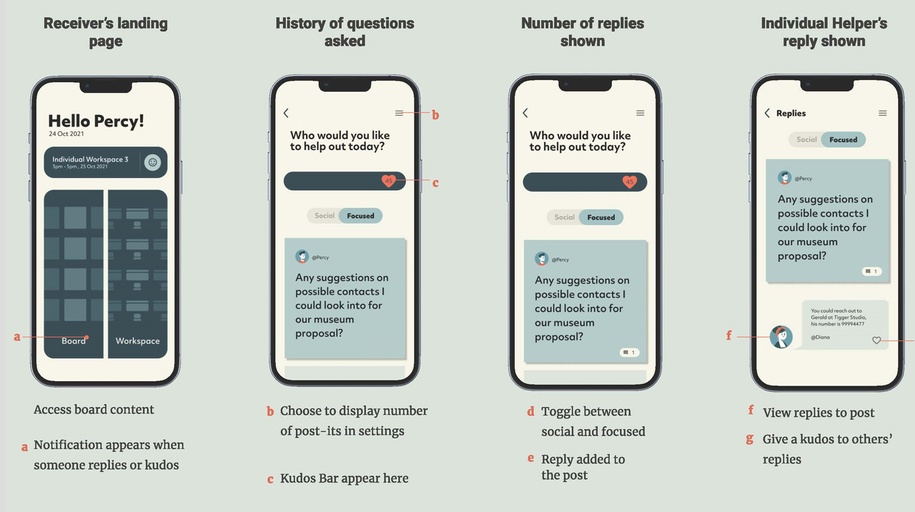 Receiver's landing
page
Hello Percy!
24 Oct 2021
Individual Workspace 3
3pm - 5pm, 25 Oct 2021
Board
Workspace
a
Access board content
a Notification appears when
someone replies or kudos
History of questions
asked
b
Who would you like
to help out today?
c
Social Focused
@Percy
Any suggestions on
possible contacts I
could look into for
our museum
proposal?
b Choose to display number
of post-its in settings
c Kudos Bar appear here
Number of replies
shown
Who would you like
to help out today?
Social Focused
@Percy
Any suggestions on
possible contacts I
could look into for
our museum
proposal?
1
d Toggle between
social and focused
e Reply added to
the post
Individual Helper's
reply shown
Replies
Social Focused
@Percy
Any suggestions on
possible contacts I
could look into for
our museum
proposal?
1
You could reach out to
Gerald at Tigger Studio,
his number is 99994477
@Diana
f
f View replies to post
g Give a kudos to others'
replies